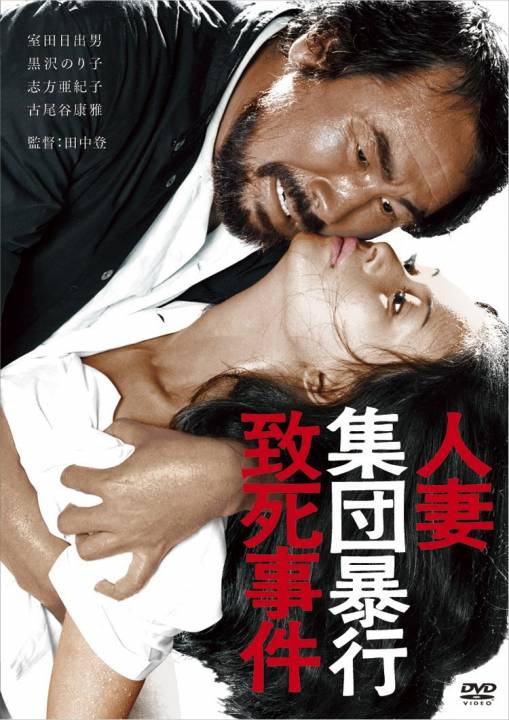 室田日出男
黒沢のり子
志方亜紀子
古尾谷康雅
監督:田中登
人妻
集団暴行
致死事件
DVD
VIDEO